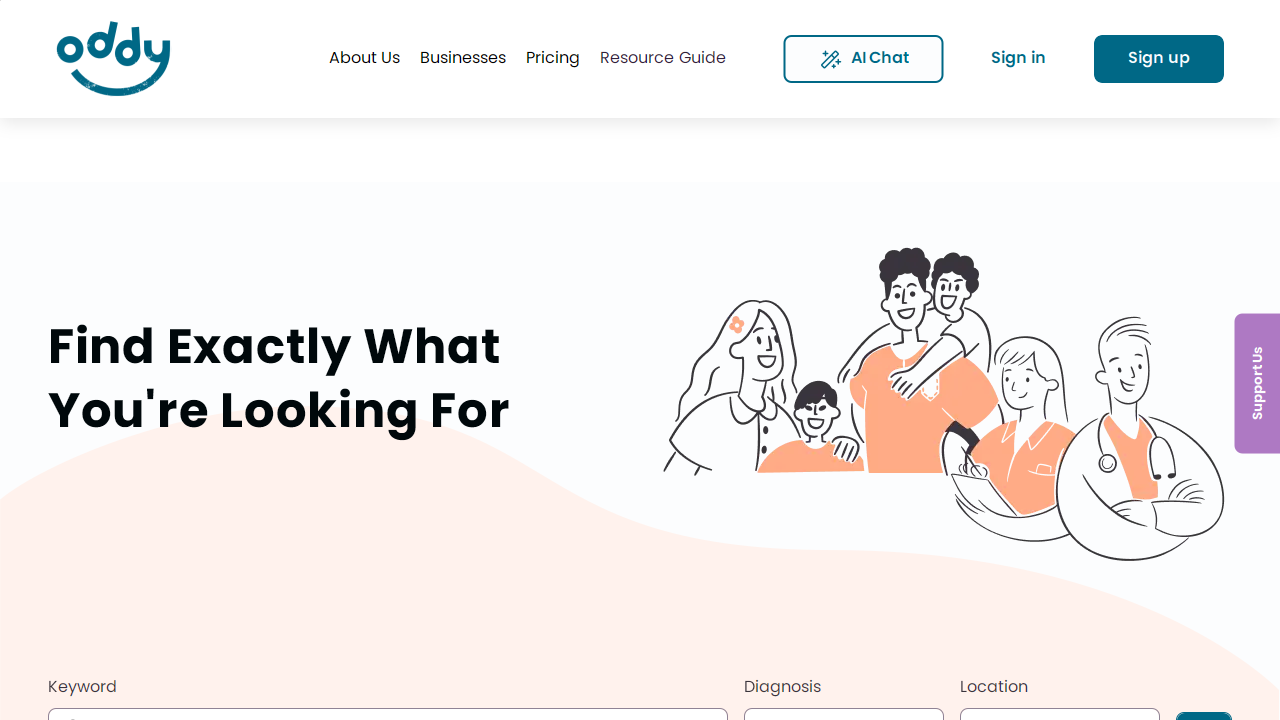 oddy
About Us
Businesses
Pricing
Resource Guide
AI Chat
Sign in
Sign up
Find Exactly What
You're Looking For
Support Us
Keyword
Diagnosis
Location